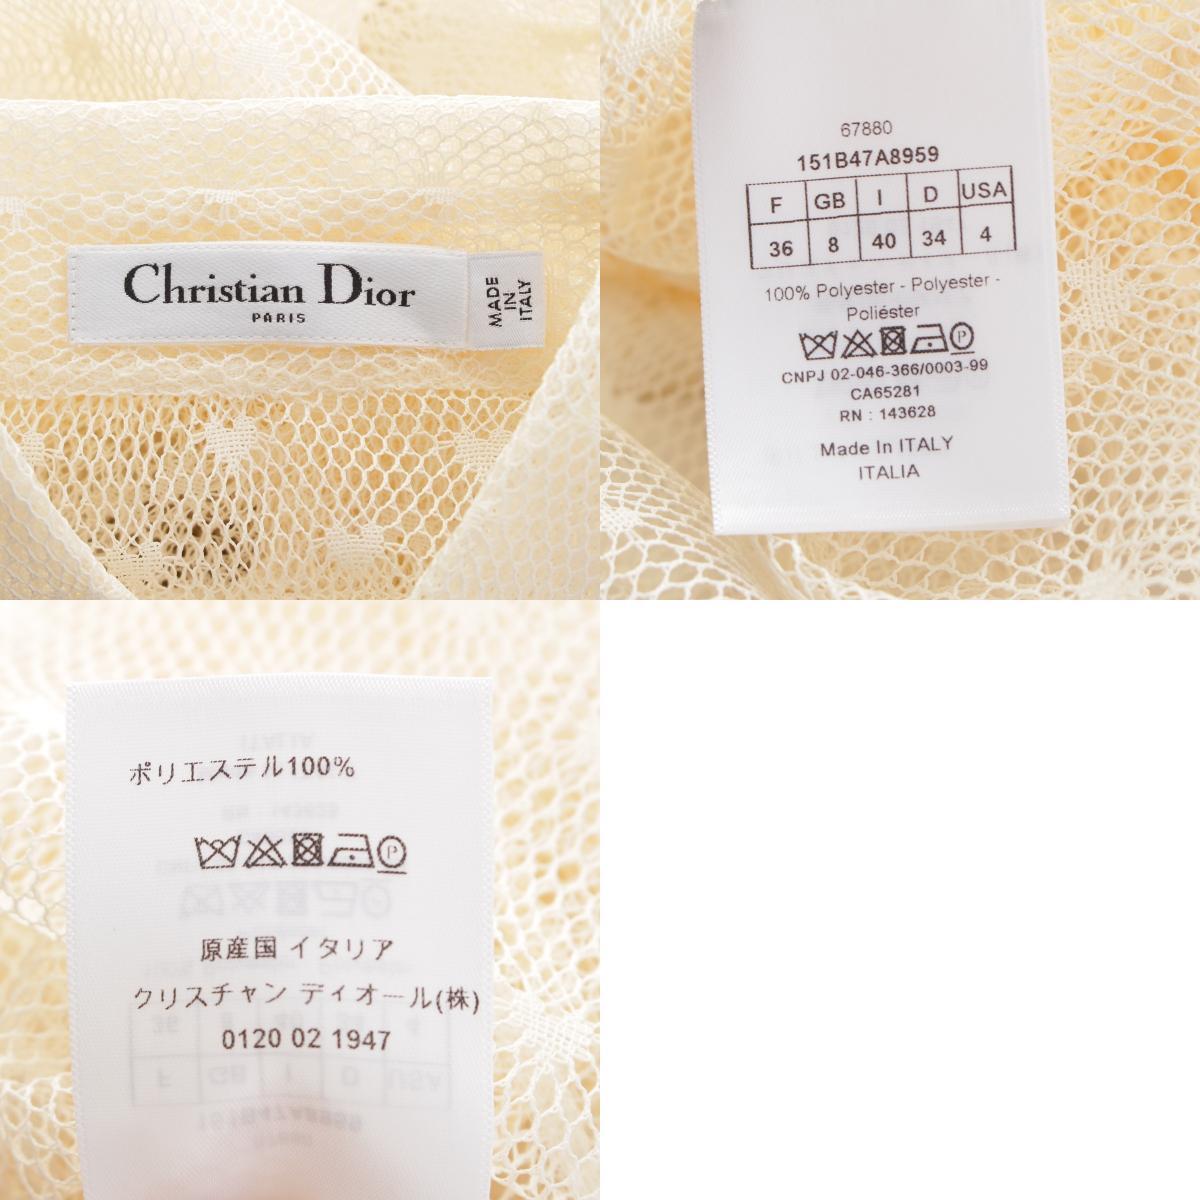 Christian Dior
PARIS
MADE
IN
ITALY
67880
151B47A8959
F GB I D USA
36 8 40 34 4
100% Polyester - Polyester -
Poliéster
P
CNPJ 02-046-366/0003-99
CA65281
RN : 143628
Made In ITALY
ITALIA
ポリエステル100%
P
原産国 イタリア
クリスチャン ディオール(株)
0120 02 1947